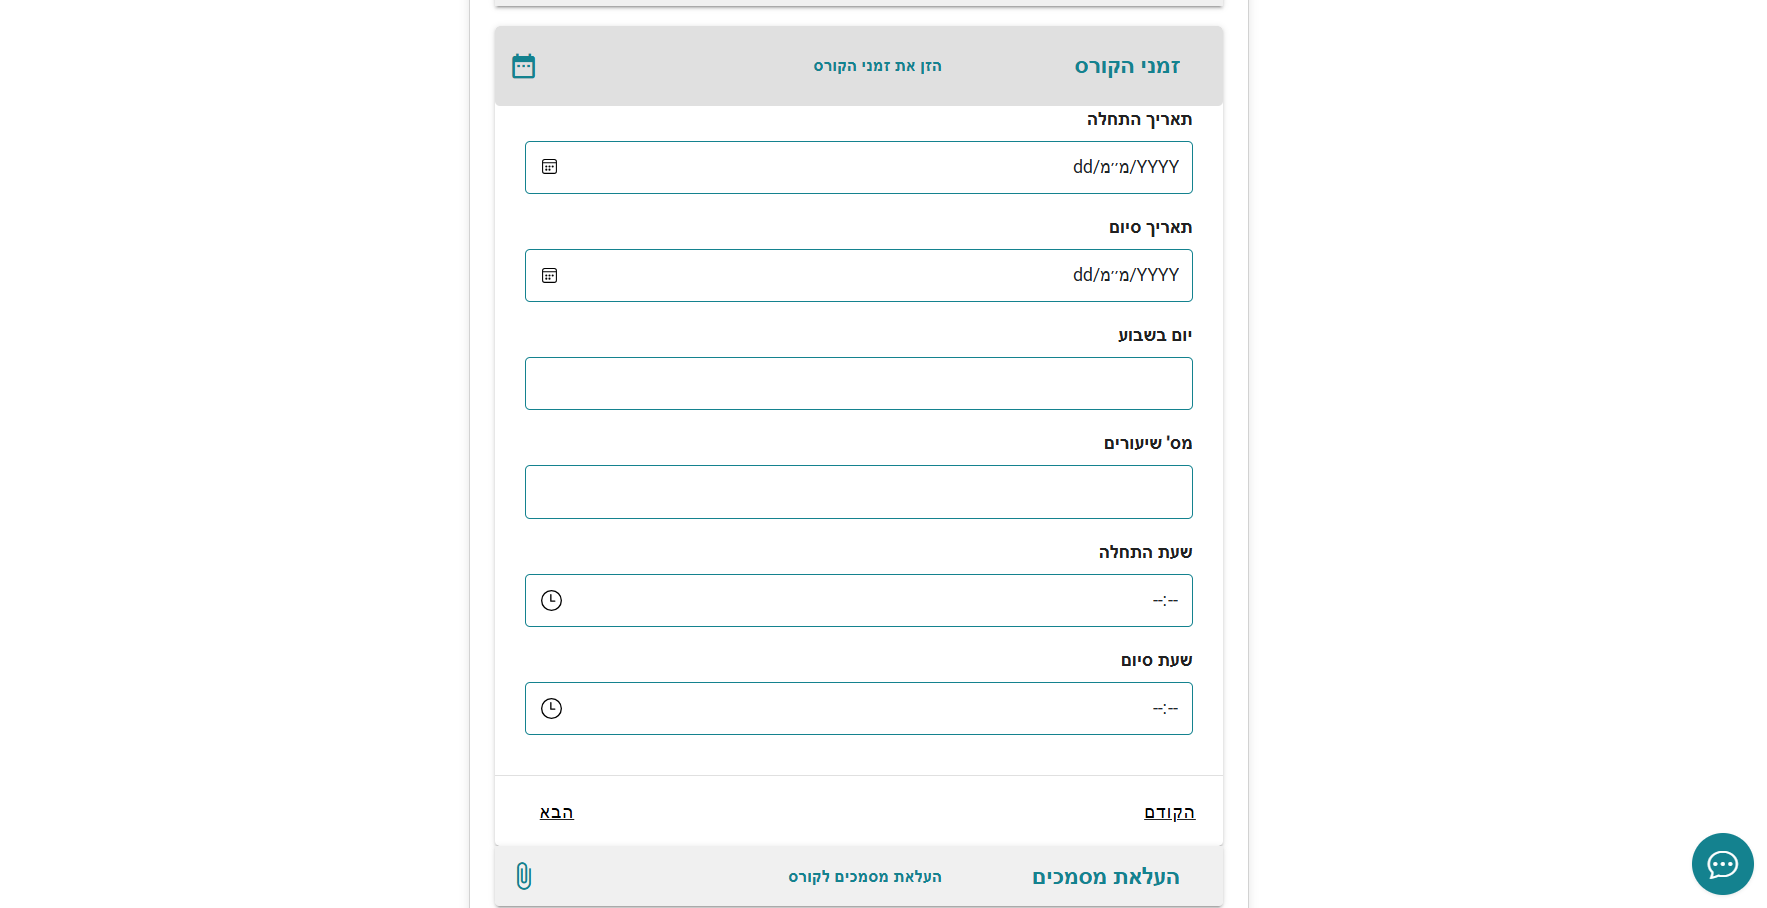 זמני הקורס
הזן את זמני הקורס
תאריך התחלה
dd/מ׳׳מ/YYYY
תאריך סיום
dd/מ׳׳מ/YYYY
יום בשבוע
מס' שיעורים
שעת התחלה
--:--
שעת סיום
--:--
הקודם
הבא
העלאת מסמכים
העלאת מסמכים לקורס